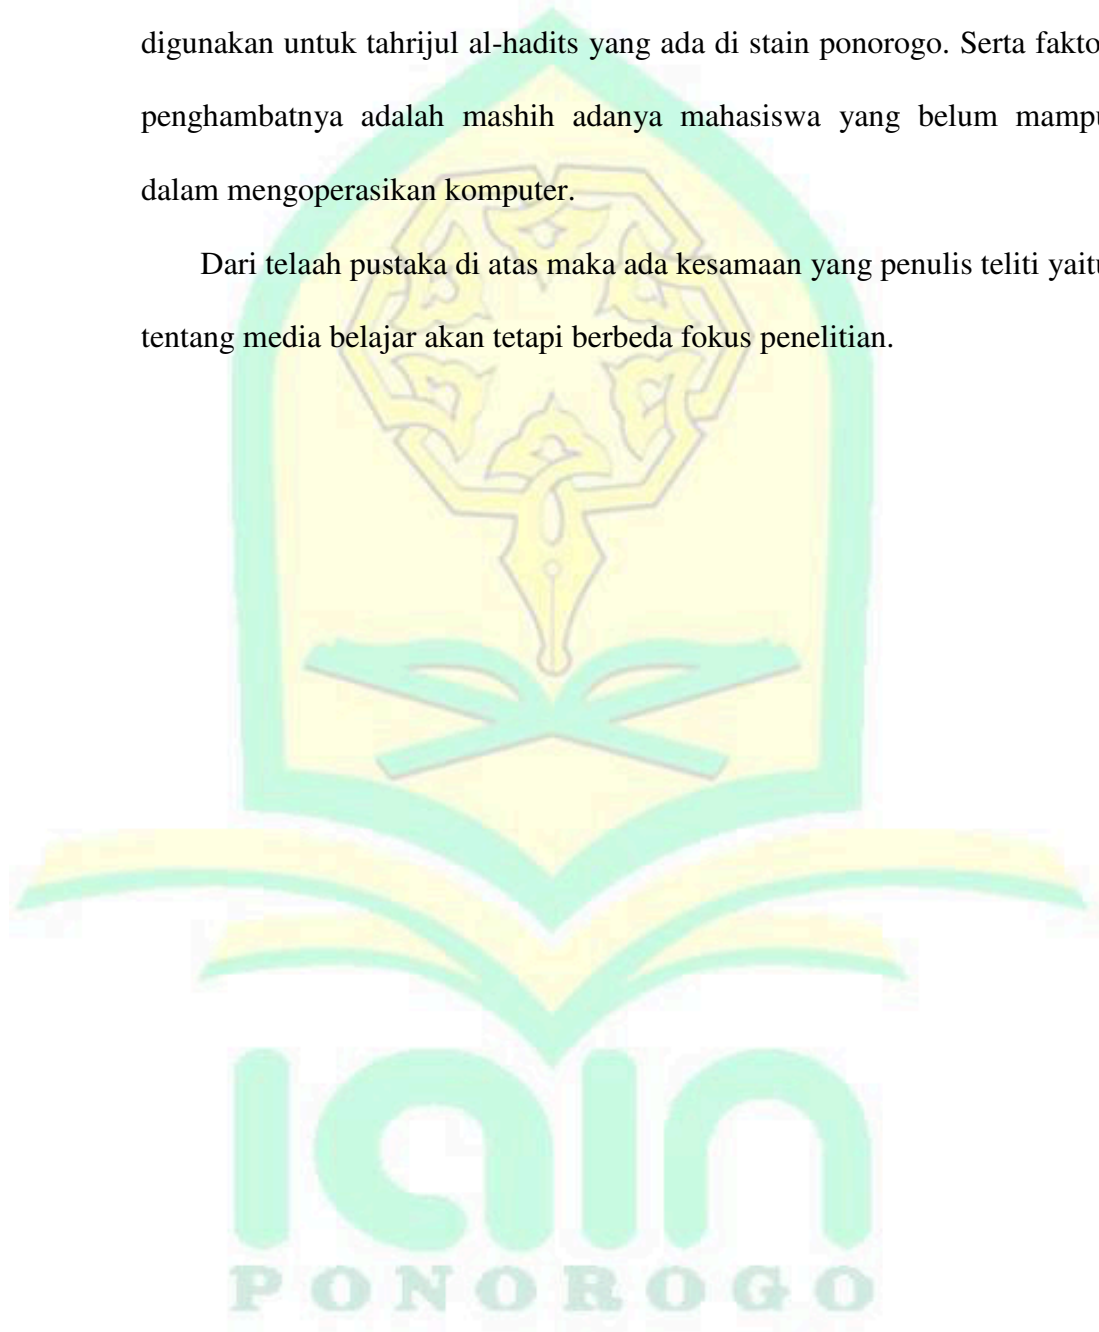 digunakan untuk tahrijul al-hadits yang ada di stain ponorogo. Serta fakto
penghambatnya adalah mashih adanya mahasiswa yang belum mampu
dalam mengoperasikan komputer.
Dari telaah pustaka di atas maka ada kesamaan yang penulis teliti yaitu
tentang media belajar akan tetapi berbeda fokus penelitian.
iain
PONOROGO